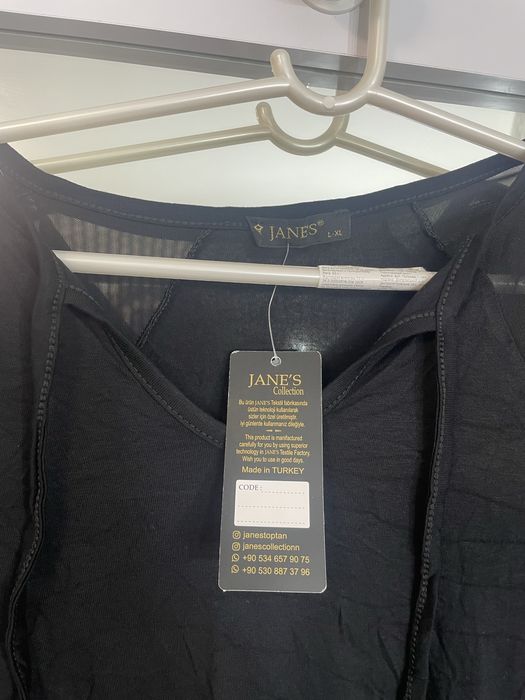 JANES®
L-XL
JANE'S
Collection
Bu ürün JANE'S Tekstil fabrikasında
üstün teknoloji kullanılarak
sizler için özel üretilmiştir.
iyi günlerde kullanmanız dileğiyle.
This product is manufactured
carefully for you by using superior
technology in JANE'S Textile Factory.
Wish you to use in good days.
Made in TURKEY
CODE :
janestoptan
janescollectionn
+90 534 657 90 75
+90 530 887 37 96